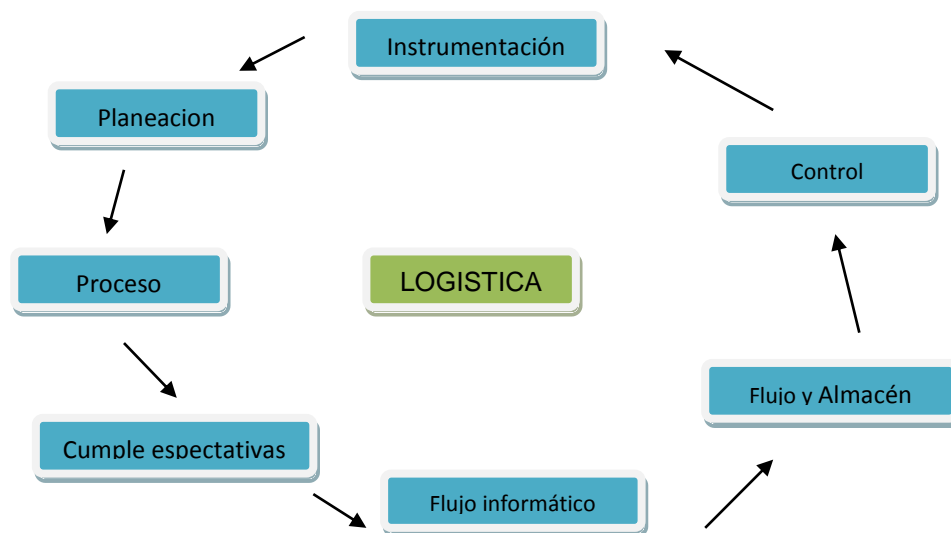 Instrumentación
Planeacion
Control
Proceso
LOGISTICA
Flujo y Almacén
Cumple espectativas
Flujo informático